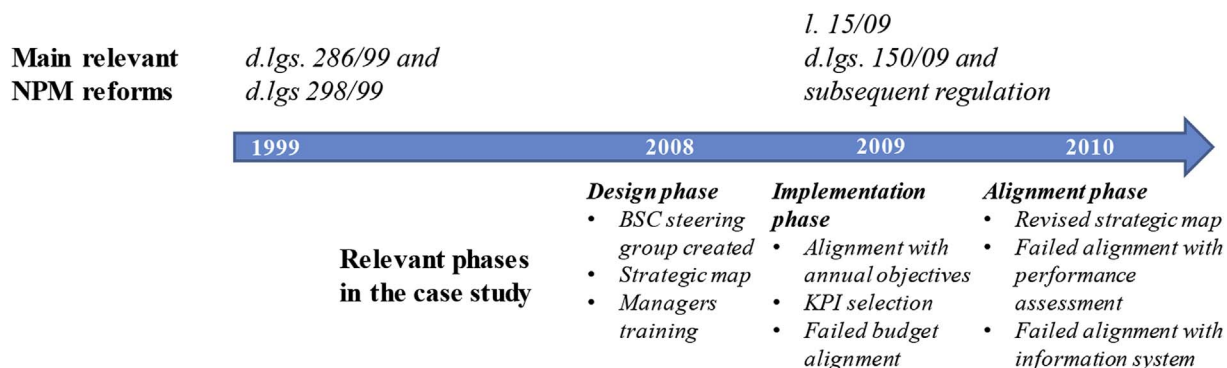 Main relevant
NPM reforms
d.lgs. 286/99 and
d.lgs 298/99
l. 15/09
d.lgs. 150/09 and
subsequent regulation
1999
2008
2009
2010
Relevant phases
in the case study
Design phase
• BSC steering
group created
• Strategic map
• Managers
training
Implementation
phase
• Alignment with
annual objectives
• KPI selection
• Failed budget
alignment
Alignment phase
• Revised strategic map
• Failed alignment with
performance
assessment
• Failed alignment with
information system